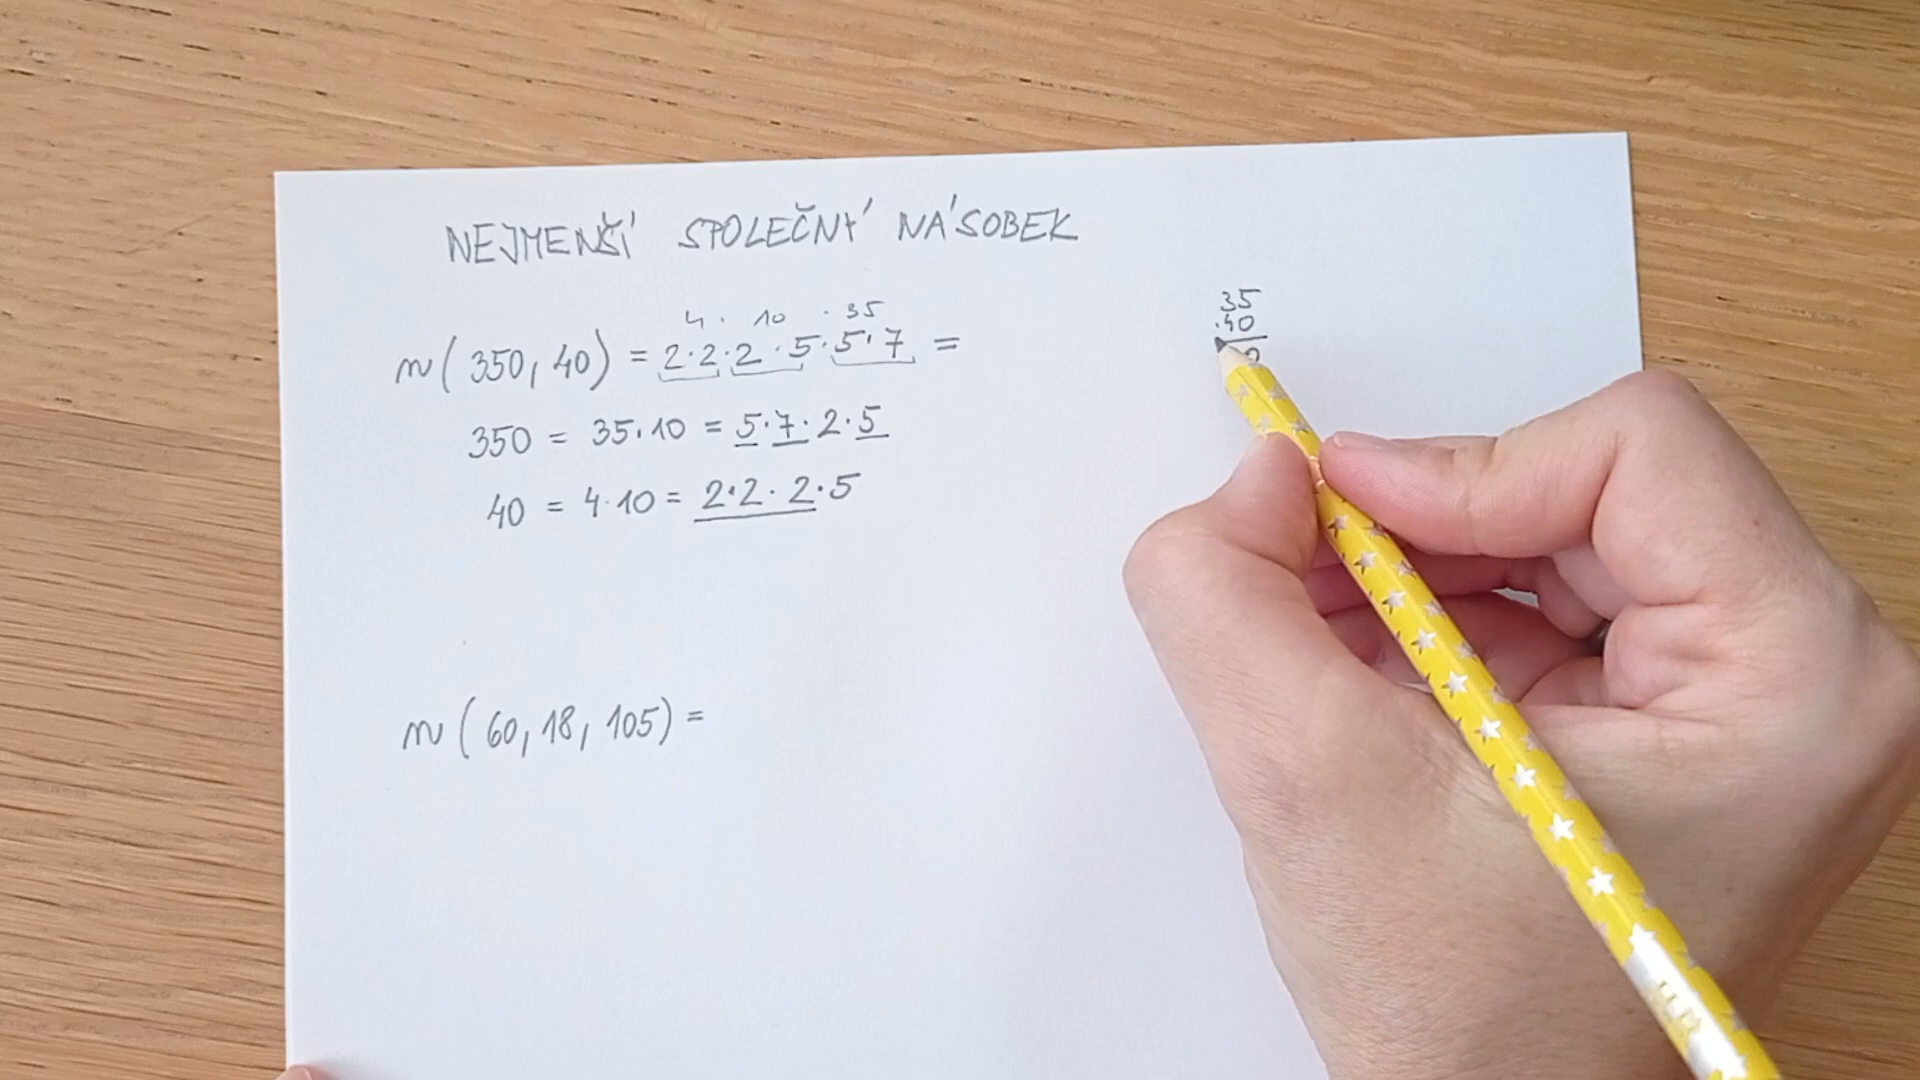 NEJMENŠÍ SPOLEČNÝ NÁSOBEK
4 · 10 · 35
n(350, 40) = 2·2·2·5·5·7 =
350 = 35·10 = 5·7·2·5
40 = 4·10 = 2·2·2·5
n(60, 18, 105) =
35
·40
0